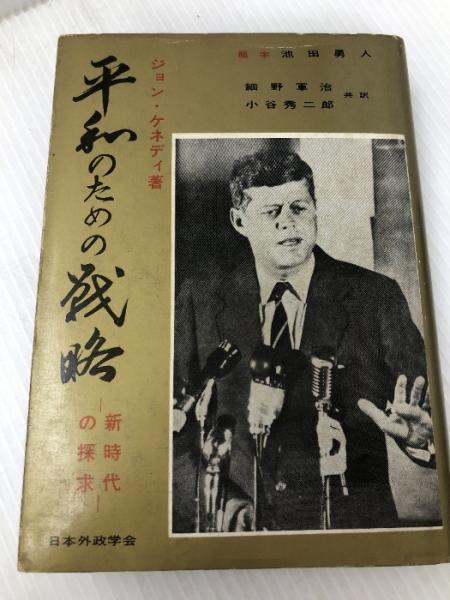 題字 池田勇人
細野軍治
小谷秀二郎
共訳
ジョン・ケネディ著
平和のための戦略
―新時代
の探求―
日本外政学会